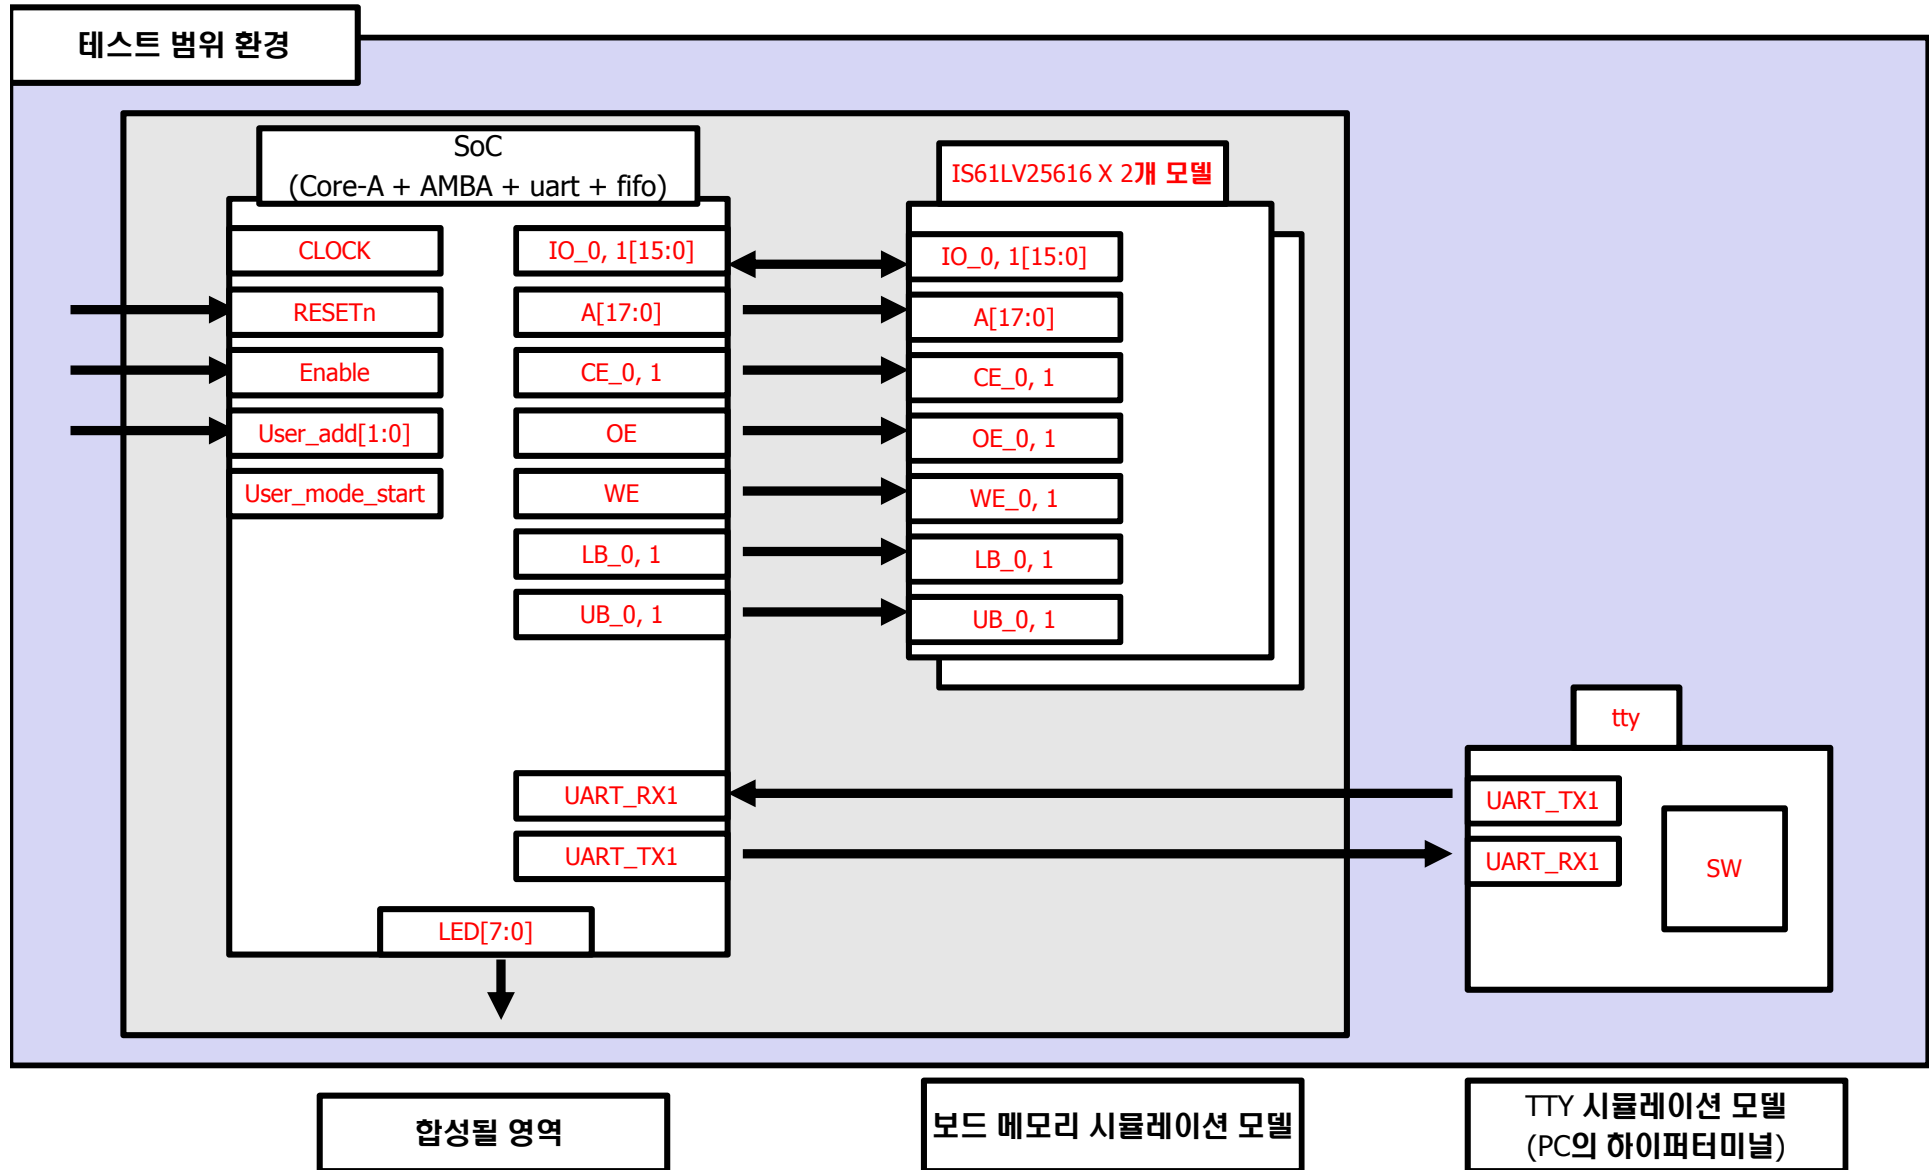 테스트 범위 환경
SoC
(Core-A + AMBA + uart + fifo)
CLOCK
RESETn
Enable
User_add[1:0]
User_mode_start
IO_0, 1[15:0]
A[17:0]
CE_0, 1
OE
WE
LB_0, 1
UB_0, 1
UART_RX1
UART_TX1
LED[7:0]
IS61LV25616 X 2개 모델
IO_0, 1[15:0]
A[17:0]
CE_0, 1
OE_0, 1
WE_0, 1
LB_0, 1
UB_0, 1
tty
UART_TX1
UART_RX1
SW
합성될 영역
보드 메모리 시뮬레이션 모델
TTY 시뮬레이션 모델
(PC의 하이퍼터미널)